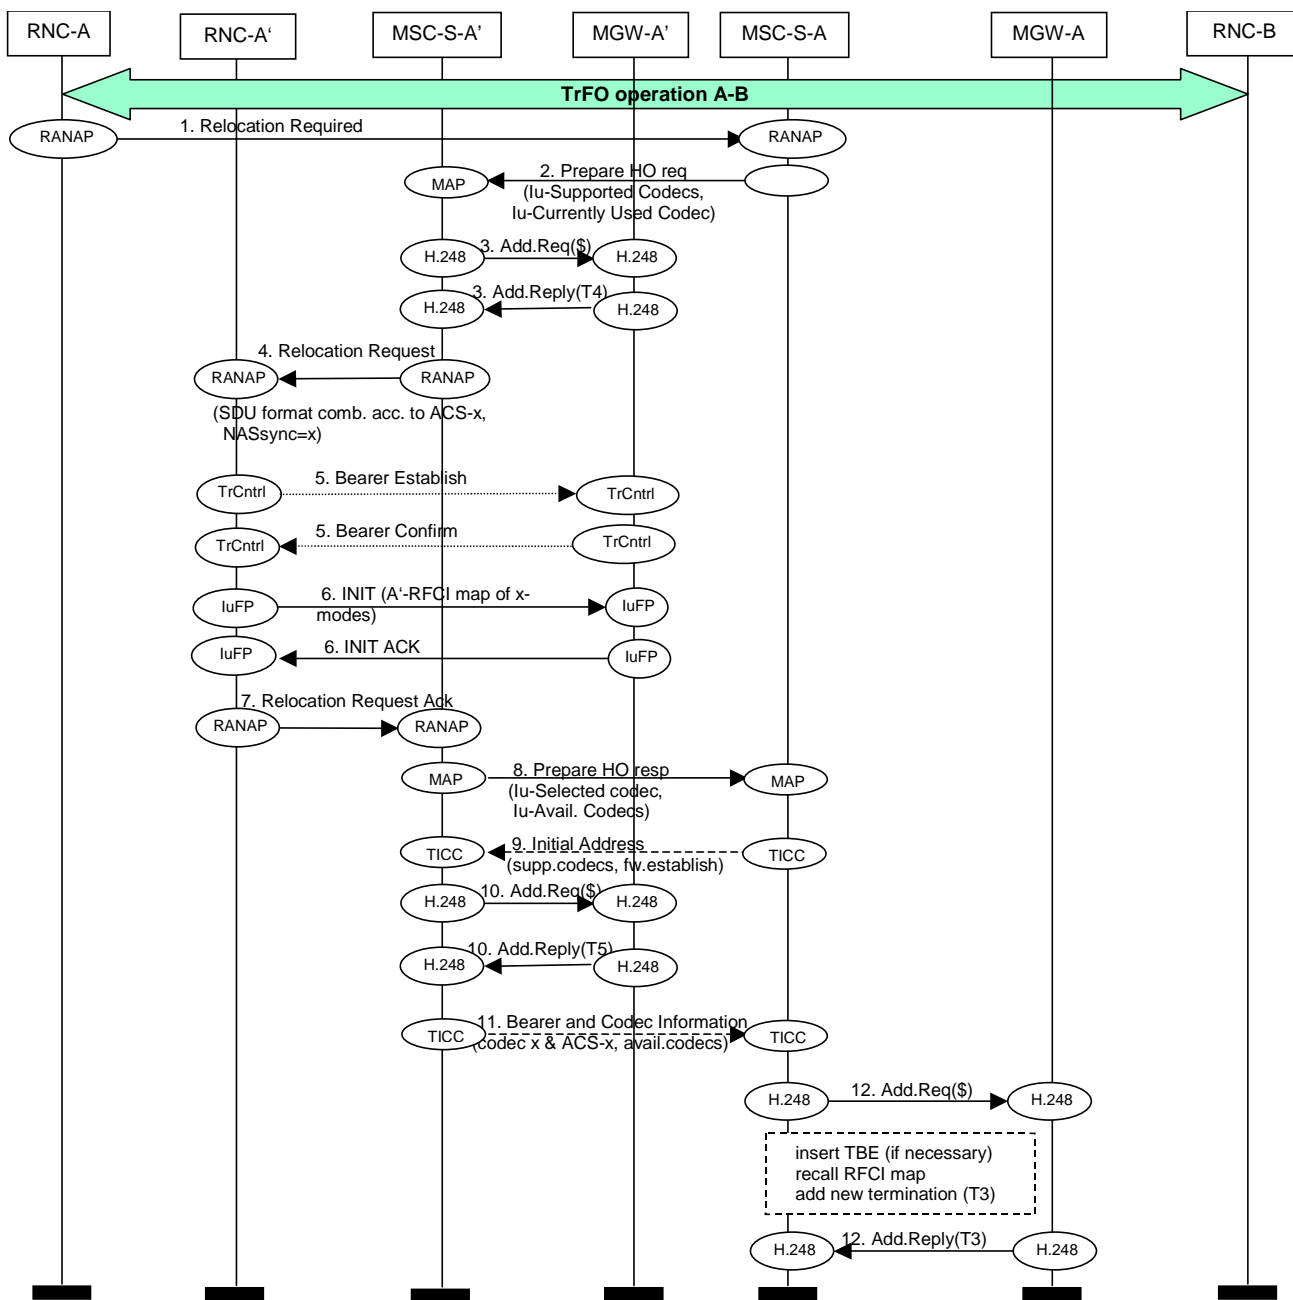 RNC-A
RNC-A‘
MSC-S-A’
MGW-A’
MSC-S-A
MGW-A
RNC-B
TrFO operation A-B
RANAP
1. Relocation Required
RANAP
MAP
2. Prepare HO req
(Iu-Supported Codecs,
Iu-Currently Used Codec)
H.248
3. Add.Req($)
H.248
H.248
3. Add.Reply(T4)
H.248
4. Relocation Request
RANAP
RANAP
(SDU format comb. acc. to ACS-x,
NASsync=x)
TrCntrl
5. Bearer Establish
TrCntrl
TrCntrl
5. Bearer Confirm
TrCntrl
IuFP
6. INIT (A‘-RFCI map of x-
modes)
IuFP
IuFP
6. INIT ACK
IuFP
7. Relocation Request Ack
RANAP
RANAP
MAP
8. Prepare HO resp
(Iu-Selected codec,
Iu-Avail. Codecs)
MAP
TICC
9. Initial Address
(supp.codecs, fw.establish)
TICC
H.248
10. Add.Req($)
H.248
H.248
10. Add.Reply(T5)
H.248
TICC
11. Bearer and Codec Information
(codec x & ACS-x, avail.codecs)
TICC
H.248
12. Add.Req($)
H.248
insert TBE (if necessary)
recall RFCI map
add new termination (T3)
H.248
12. Add.Reply(T3)
H.248